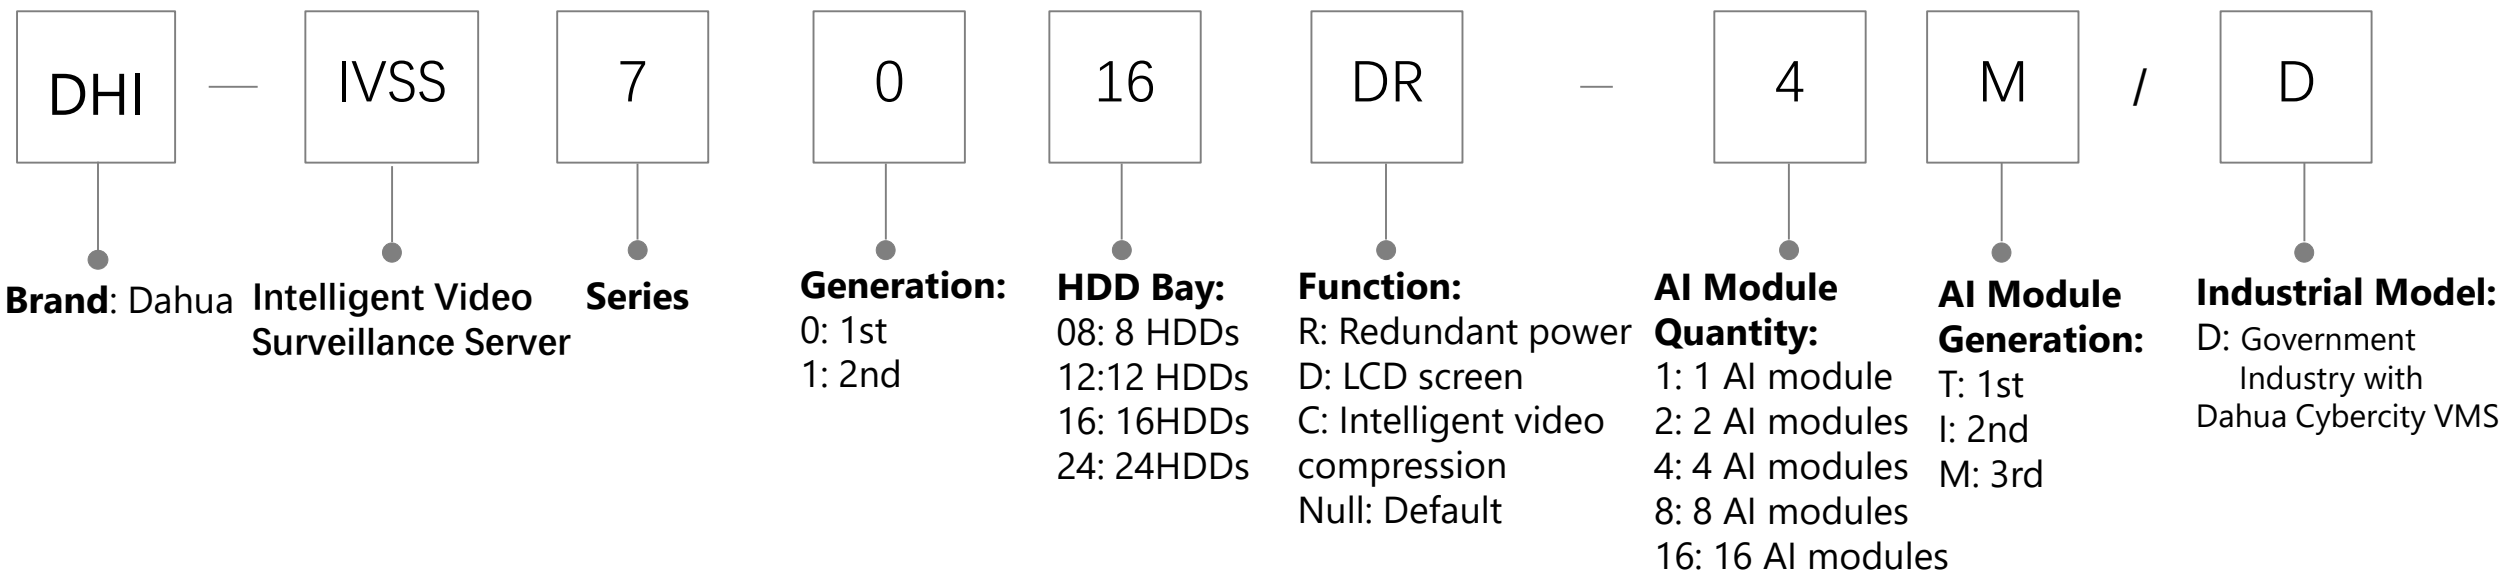 DHI — IVSS 7 0 16 DR — 4 M / D
Brand: Dahua
Intelligent Video
Surveillance Server
Series
Generation:
0: 1st
1: 2nd
HDD Bay:
08: 8 HDDs
12:12 HDDs
16: 16HDDs
24: 24HDDs
Function:
R: Redundant power
D: LCD screen
C: Intelligent video
compression
Null: Default
AI Module
Quantity:
1: 1 AI module
2: 2 AI modules
4: 4 AI modules
8: 8 AI modules
16: 16 AI modules
AI Module
Generation:
T: 1st
I: 2nd
M: 3rd
Industrial Model:
D: Government
Industry with
Dahua Cybercity VMS